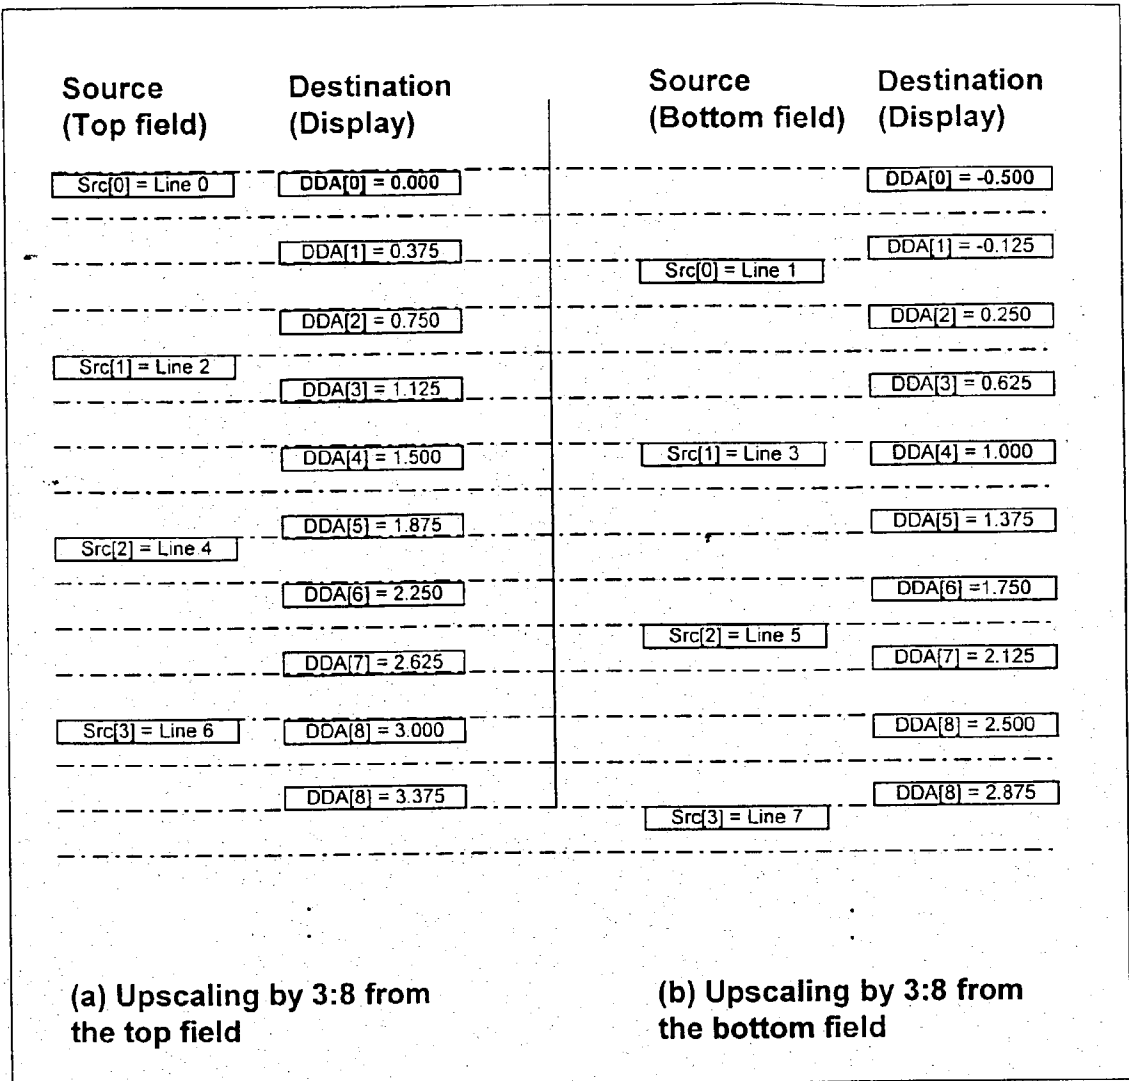 Source
(Top field)
Destination
(Display)
Src[0] = Line 0
DDA[0] = 0.000
DDA[1] = 0.375
DDA[2] = 0.750
Src[1] = Line 2
DDA[3] = 1.125
DDA[4] = 1.500
DDA[5] = 1.875
Src[2] = Line 4
DDA[6] = 2.250
DDA[7] = 2.625
Src[3] = Line 6
DDA[8] = 3.000
DDA[8] = 3.375
(a) Upscaling by 3:8 from
the top field
Source
(Bottom field)
Destination
(Display)
DDA[0] = -0.500
DDA[1] = -0.125
Src[0] = Line 1
DDA[2] = 0.250
DDA[3] = 0.625
Src[1] = Line 3
DDA[4] = 1.000
DDA[5] = 1.375
DDA[6] =1.750
Src[2] = Line 5
DDA[7] = 2.125
DDA[8] = 2.500
DDA[8] = 2.875
Src[3] = Line 7
(b) Upscaling by 3:8 from
the bottom field